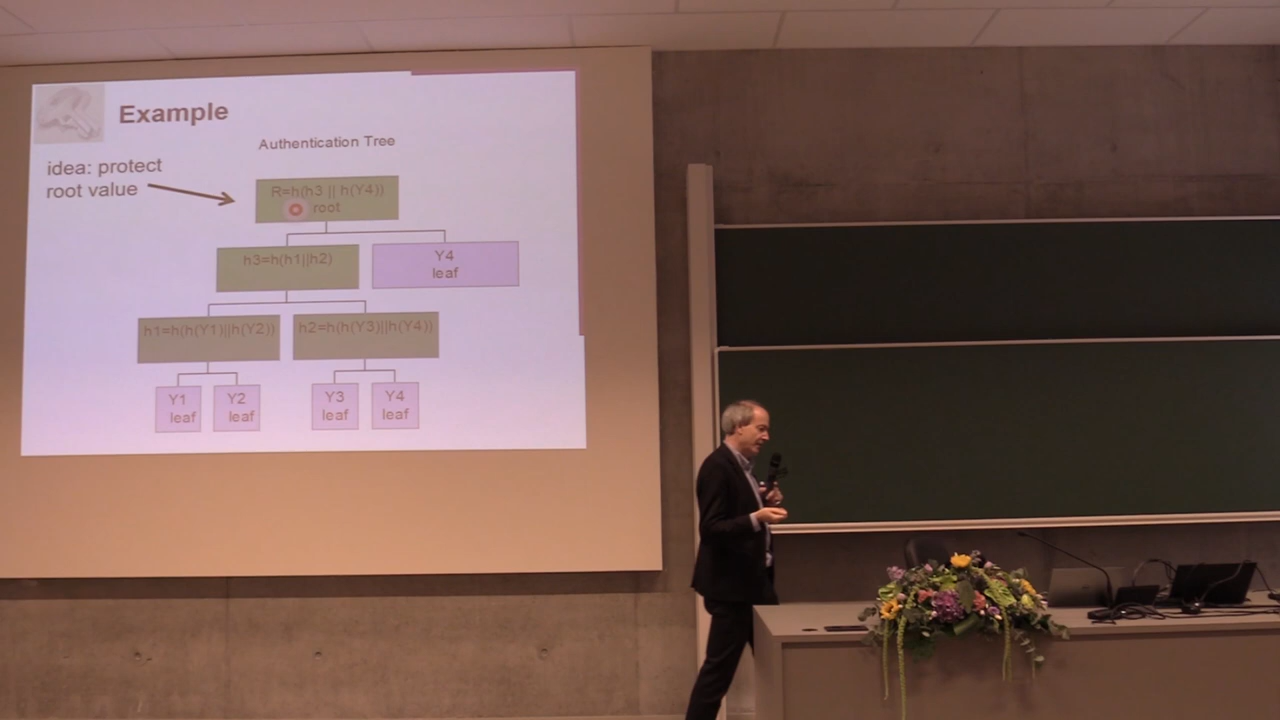 Example
Authentication Tree
idea: protect
root value
R=h(h3 || h(Y4))
root
h3=h(h1||h2)
Y4
leaf
h1=h(h(Y1)||h(Y2))
h2=h(h(Y3)||h(Y4))
Y1
leaf
Y2
leaf
Y3
leaf
Y4
leaf